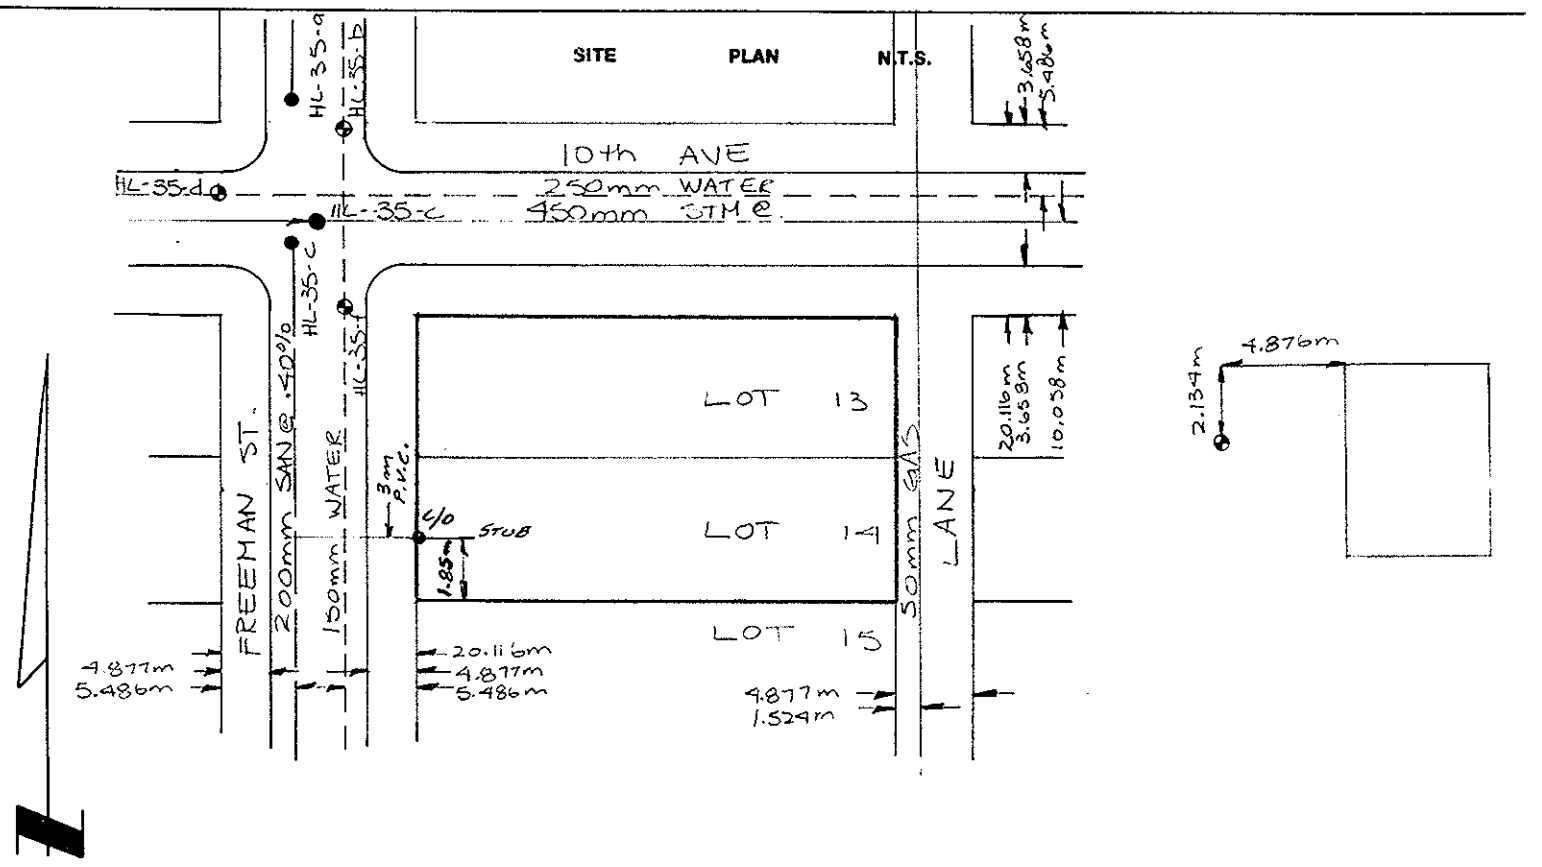 SITE PLAN N.T.S.
HL-35-a
HL-35-b
3.658m
5.486m
10th AVE
HL-35-d
250mm WATER
HL-35-c
450mm STM @
HL-35-c
HL-35-f
20.116m
3.658m
10.058m
4.876m
2.134m
FREEMAN ST.
200mm SAN @ .40%
150mm WATER
3m
P.V.C.
C/O
STUB
1.85m
LOT 13
LOT 14
LOT 15
50mm GAS
LANE
4.877m
5.486m
20.116m
4.877m
5.486m
4.877m
1.524m
N